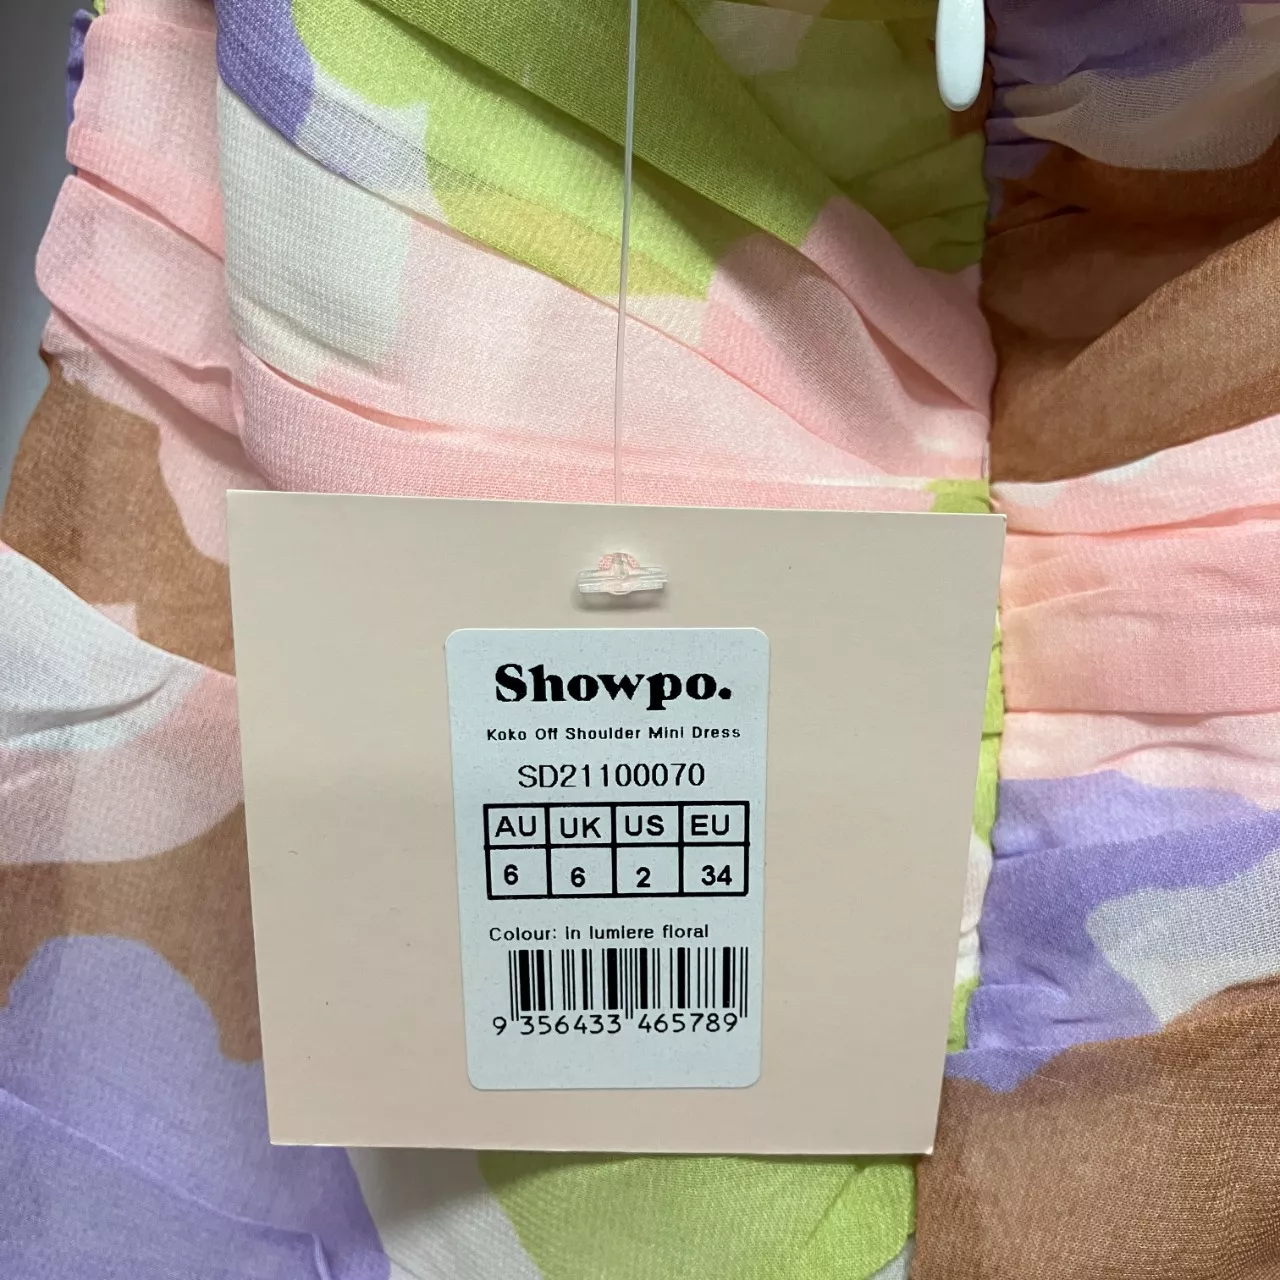 Showpo.
Koko Off Shoulder Mini Dress
SD21100070
AU UK US EU
6 6 2 34
Colour: in lumiere floral
9 356433 465789